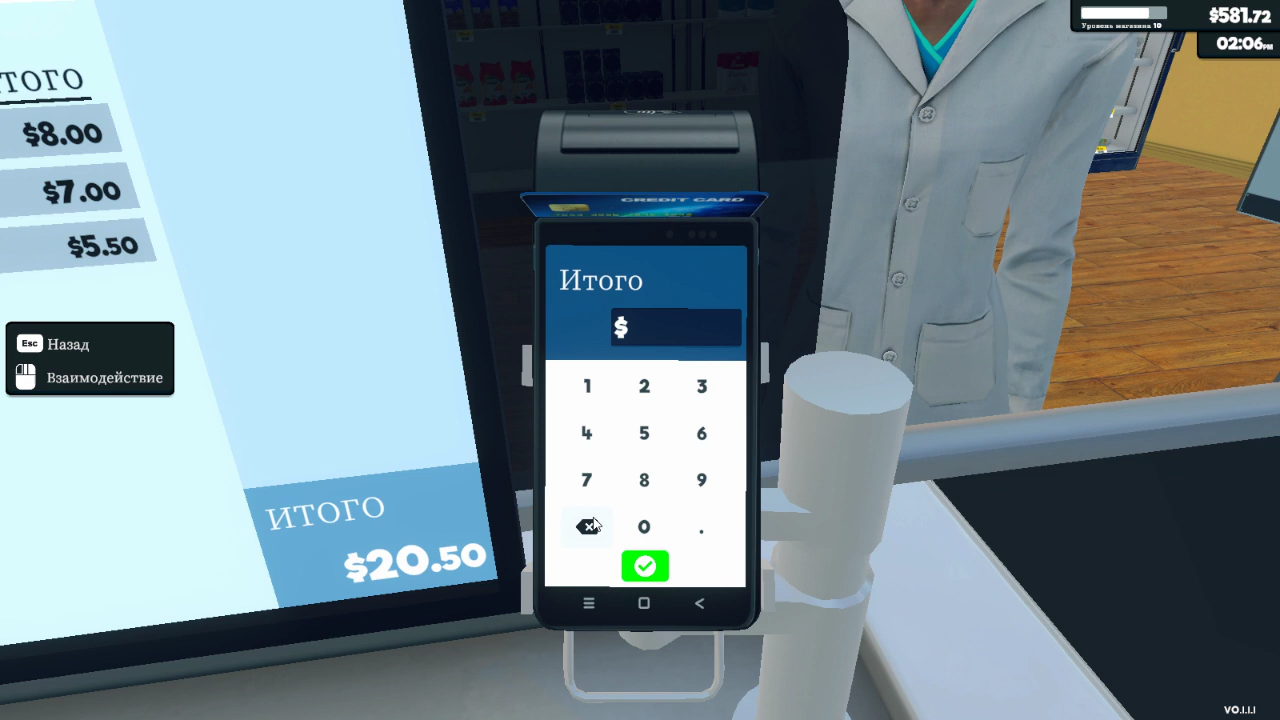 ИТОГО
$8.00
$7.00
$5.50
Esc Назад
Взаимодействие
ИТОГО
$20.50
CREDIT CARD
Итого
$
1 2 3
4 5 6
7 8 9
0 .
Уровень магазина 10
$581.72
02:06PM
V0.1.1.1